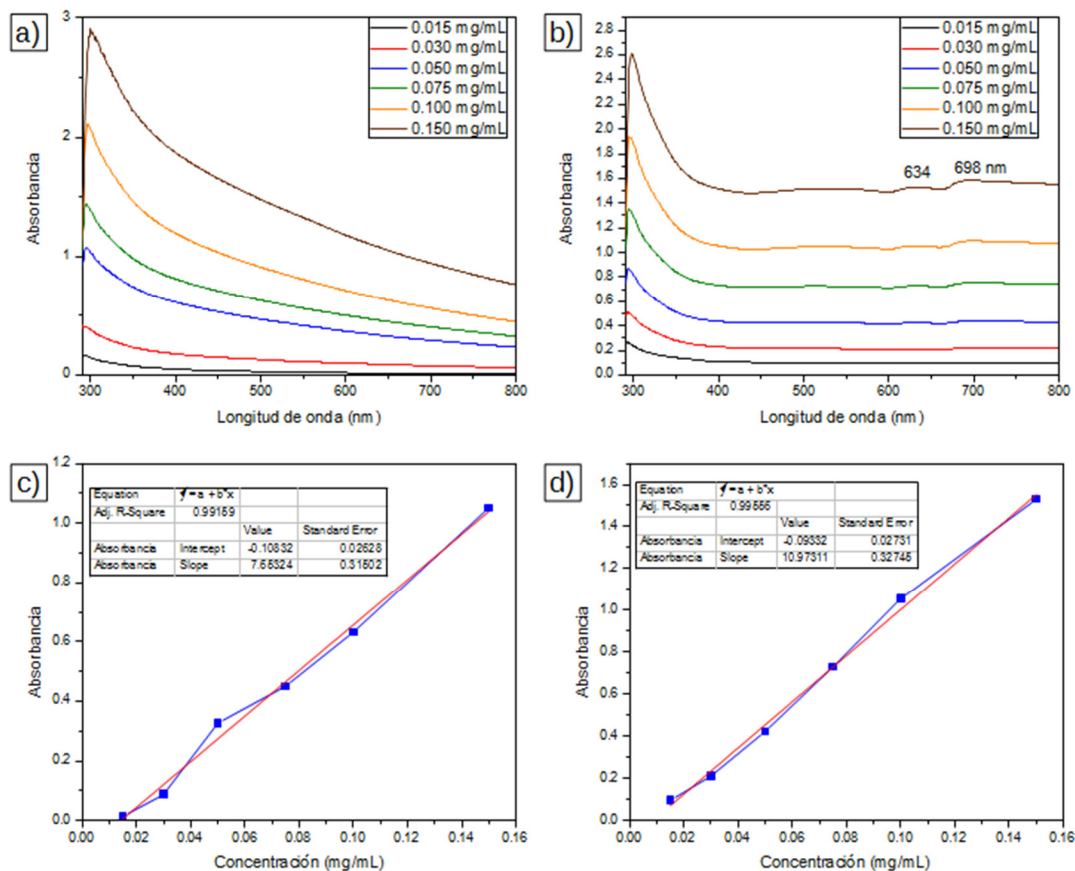 a)
3
2
1
0
Absorbancia
0.015 mg/mL
0.030 mg/mL
0.050 mg/mL
0.075 mg/mL
0.100 mg/mL
0.150 mg/mL
300 400 500 600 700 800
Longitud de onda (nm)
b)
2.8
2.6
2.4
2.2
2.0
1.8
1.6
1.4
1.2
1.0
0.8
0.6
0.4
0.2
0.0
Absorbancia
0.015 mg/mL
0.030 mg/mL
0.050 mg/mL
0.075 mg/mL
0.100 mg/mL
0.150 mg/mL
634 698 nm
300 400 500 600 700 800
Longitud de onda (nm)
c)
1.2
1.0
0.8
0.6
0.4
0.2
0.0
Absorbancia
Equation y = a + b*x
Adj. R-Square 0.99159
Value Standard Error
Absorbancia Intercept -0.10832 0.02628
Absorbancia Slope 7.65324 0.31502
0.00 0.02 0.04 0.06 0.08 0.10 0.12 0.14 0.16
Concentración (mg/mL)
d)
1.6
1.4
1.2
1.0
0.8
0.6
0.4
0.2
0.0
Absorbancia
Equation y = a + b*x
Adj. R-Square
Value Standard Error
Absorbancia Intercept -0.09332 0.02731
Absorbancia Slope 10.97311 0.32745
0.00 0.02 0.04 0.06 0.08 0.10 0.12 0.14 0.16
Concentración (mg/mL)